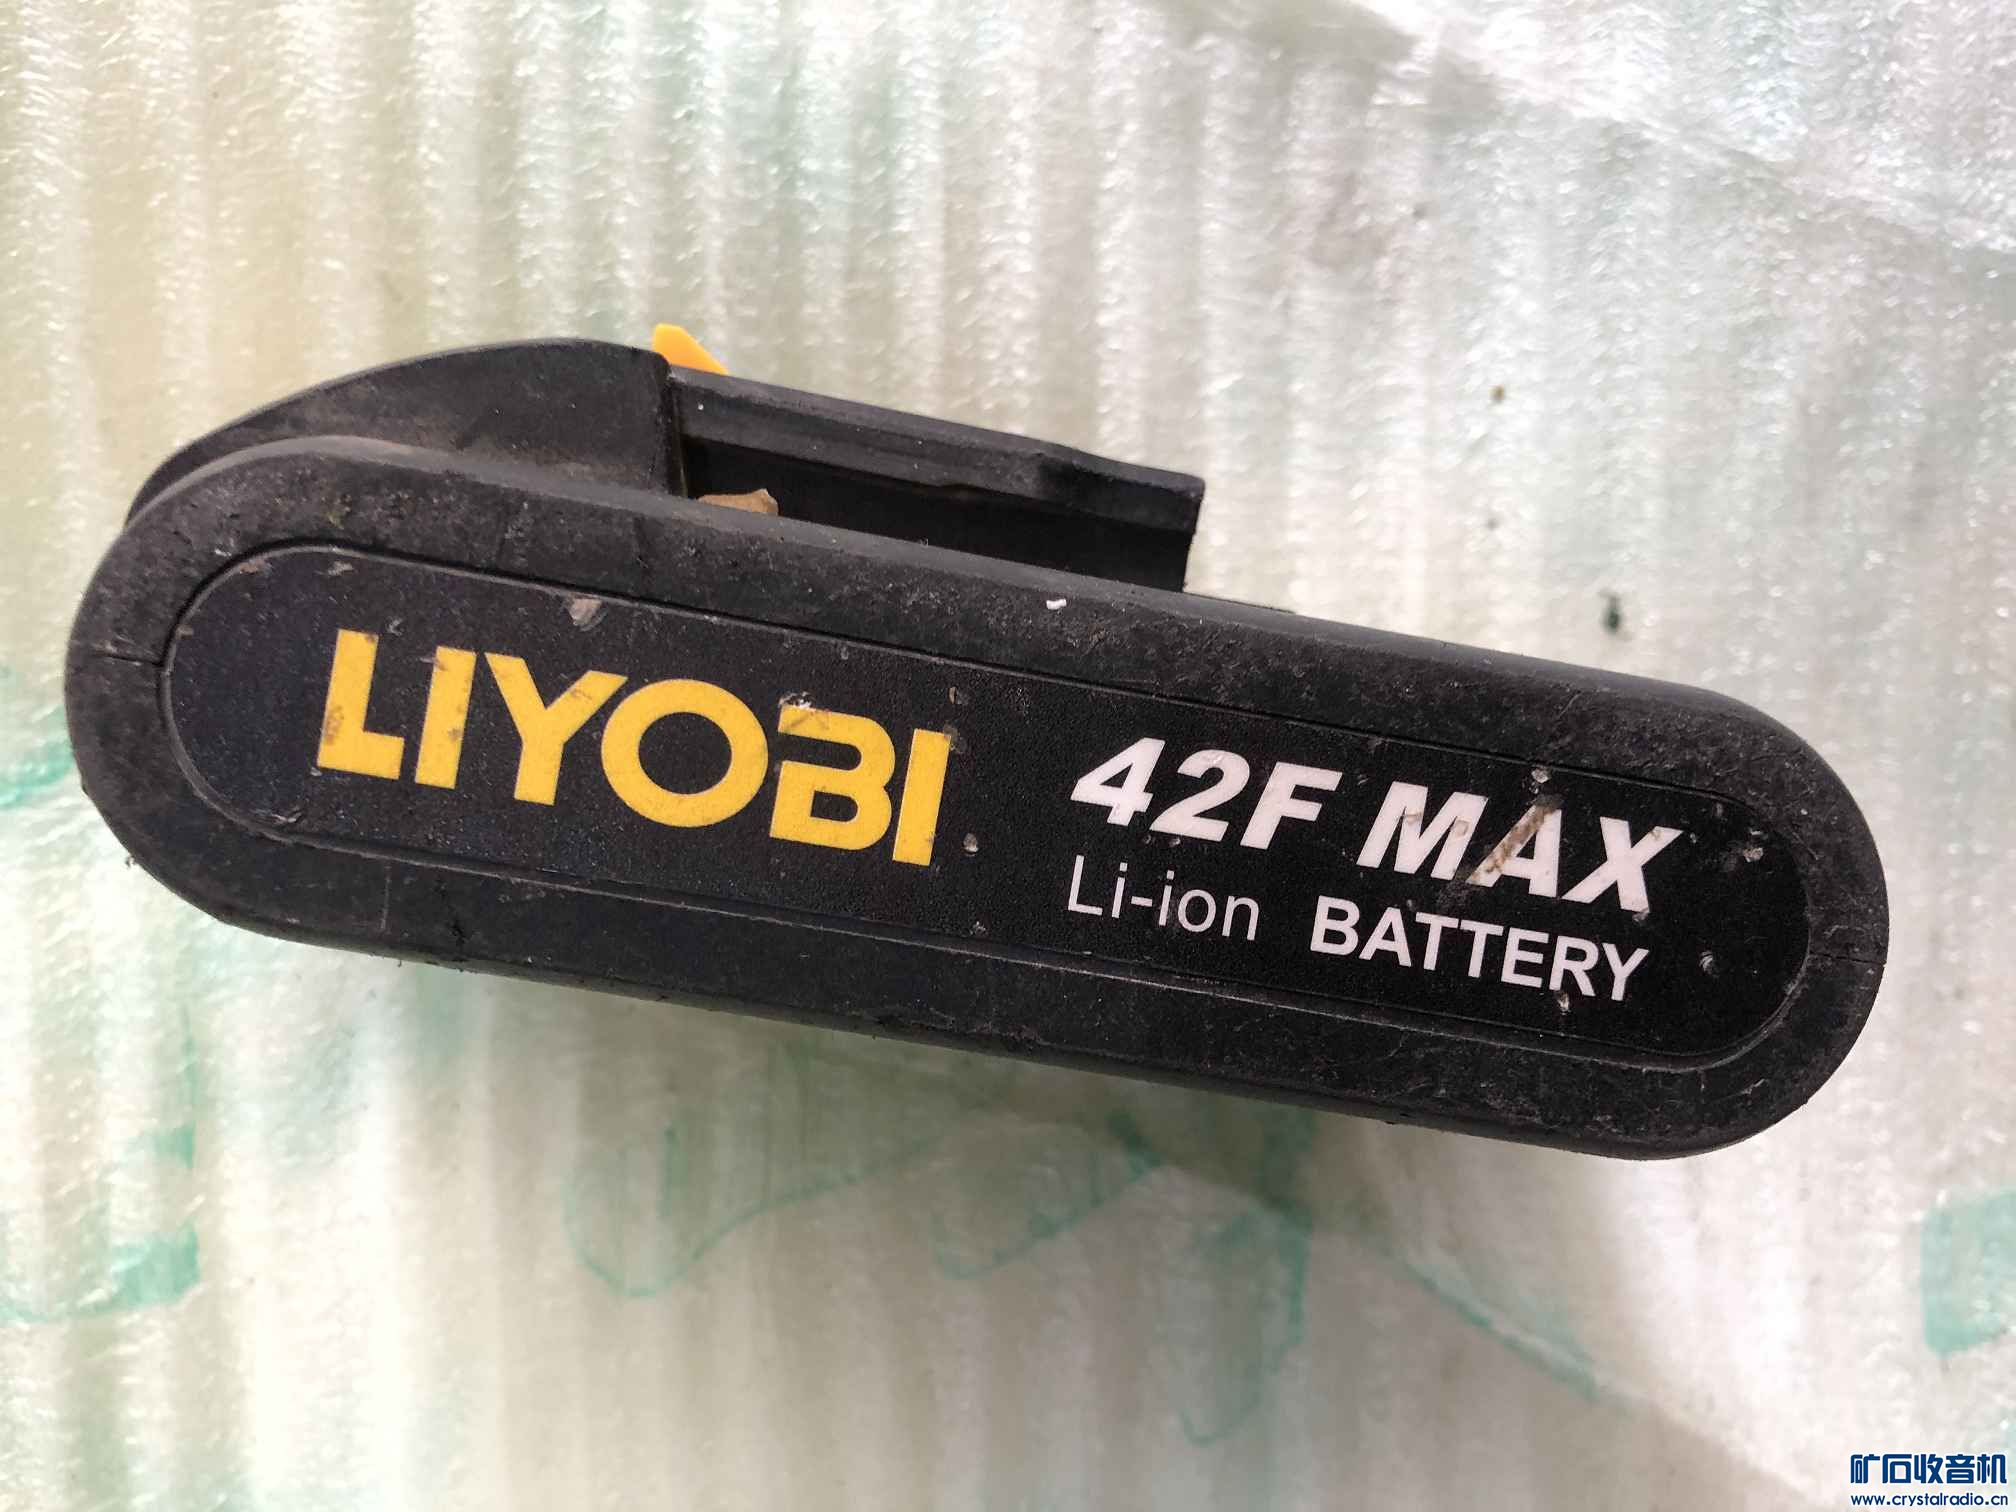 LIYOBI
42F MAX
Li-ion BATTERY
矿石收音机
www.crystalradio.cn